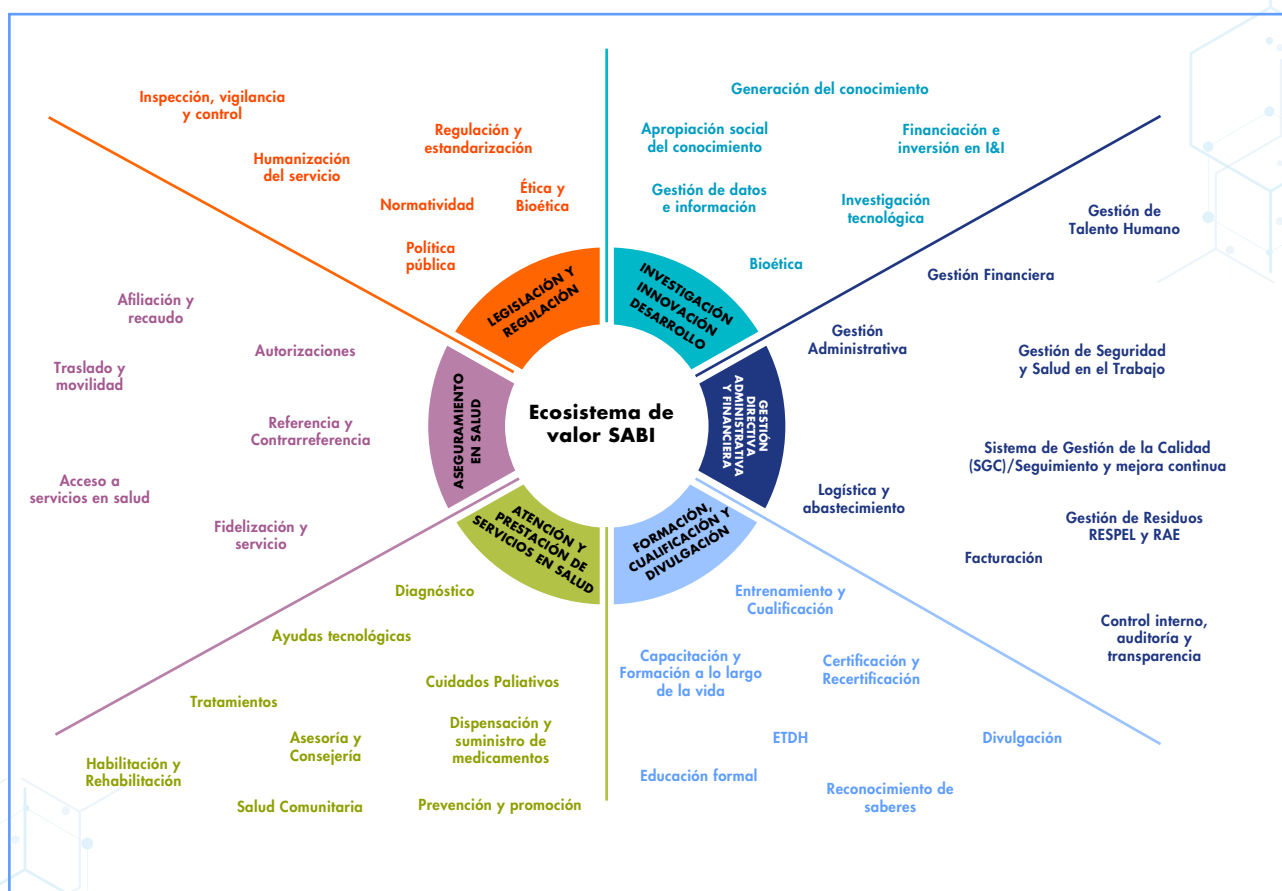 Inspección, vigilancia
y control
Humanización
del servicio
Regulación y
estandarización
Normatividad
Ética y
Bioética
Política
pública
LEGISLACIÓN Y
REGULACIÓN
Generación del conocimiento
Apropiación social
del conocimiento
Financiación e
inversión en I&I
Gestión de datos
e información
Investigación
tecnológica
Bioética
INVESTIGACIÓN
INNOVACIÓN
DESARROLLO
Gestión de
Talento Humano
Gestión Financiera
Gestión
Administrativa
Gestión de Seguridad
y Salud en el Trabajo
Sistema de Gestión de la Calidad
(SGC)/Seguimiento y mejora continua
Logística y
abastecimiento
Gestión de Residuos
RESPEL y RAE
Facturación
Control interno,
auditoría y
transparencia
GESTIÓN
DIRECTIVA
ADMINISTRATIVA
Y FINANCIERA
Ecosistema de
valor SABI
Afiliación y
recaudo
Autorizaciones
Traslado y
movilidad
Referencia y
Contrarreferencia
Acceso a
servicios en salud
Fidelización y
servicio
ASEGURAMIENTO
EN SALUD
ATENCIÓN Y
PRESTACIÓN DE
SERVICIOS EN SALUD
Diagnóstico
Ayudas tecnológicas
Cuidados Paliativos
Tratamientos
Asesoría y
Consejería
Dispensación y
suministro de
medicamentos
Habilitación y
Rehabilitación
Salud Comunitaria
Prevención y promoción
FORMACIÓN,
CUALIFICACIÓN Y
DIVULGACIÓN
Entrenamiento y
Cualificación
Capacitación y
Formación a lo largo
de la vida
Certificación y
Recertificación
ETDH
Divulgación
Educación formal
Reconocimiento de
saberes